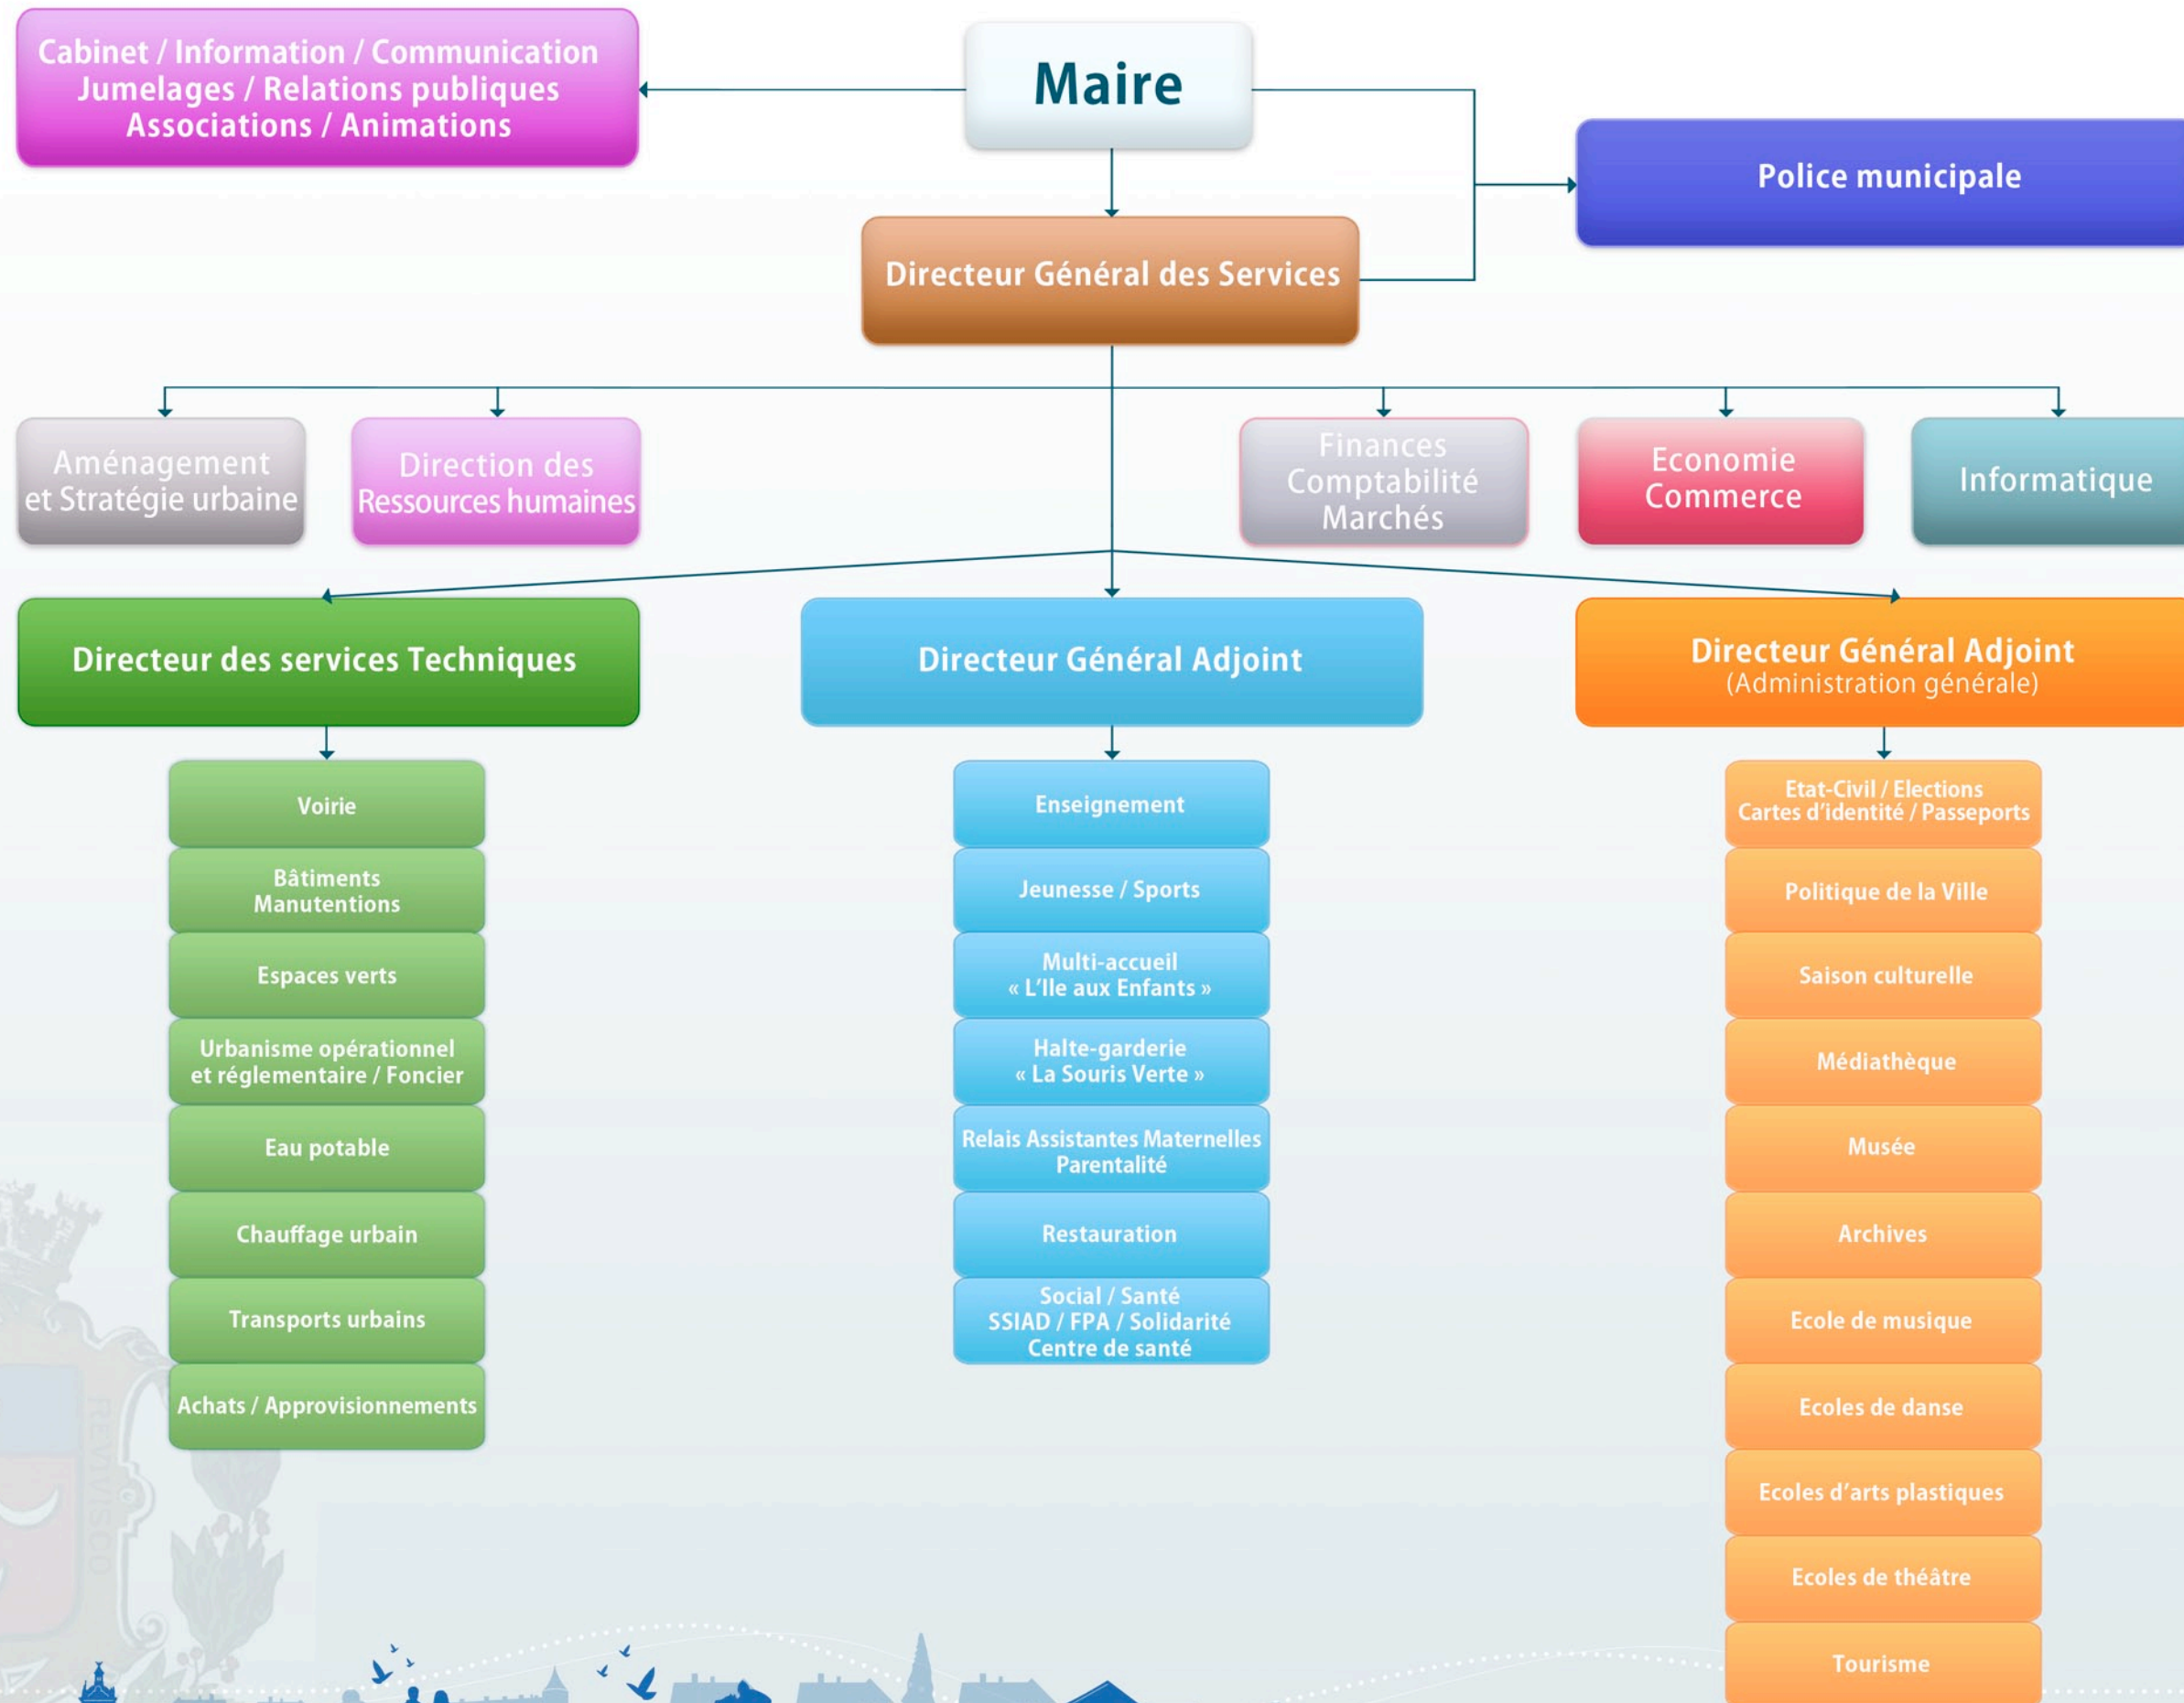 Cabinet / Information / Communication
Jumelages / Relations publiques
Associations / Animations
Maire
Police municipale
Directeur Général des Services
Aménagement
et Stratégie urbaine
Direction des
Ressources humaines
Finances
Comptabilité
Marchés
Economie
Commerce
Informatique
Directeur des services Techniques
Directeur Général Adjoint
Directeur Général Adjoint
(Administration générale)
Voirie
Bâtiments
Manutentions
Espaces verts
Urbanisme opérationnel
et réglementaire / Foncier
Eau potable
Chauffage urbain
Transports urbains
Achats / Approvisionnements
Enseignement
Jeunesse / Sports
Multi-accueil
« L'Ile aux Enfants »
Halte-garderie
« La Souris Verte »
Relais Assistantes Maternelles
Parentalité
Restauration
Social / Santé
SSIAD / FPA / Solidarité
Centre de santé
Etat-Civil / Elections
Cartes d'identité / Passeports
Politique de la Ville
Saison culturelle
Médiathèque
Musée
Archives
Ecole de musique
Ecoles de danse
Ecoles d'arts plastiques
Ecoles de théâtre
Tourisme
REVIVISCO